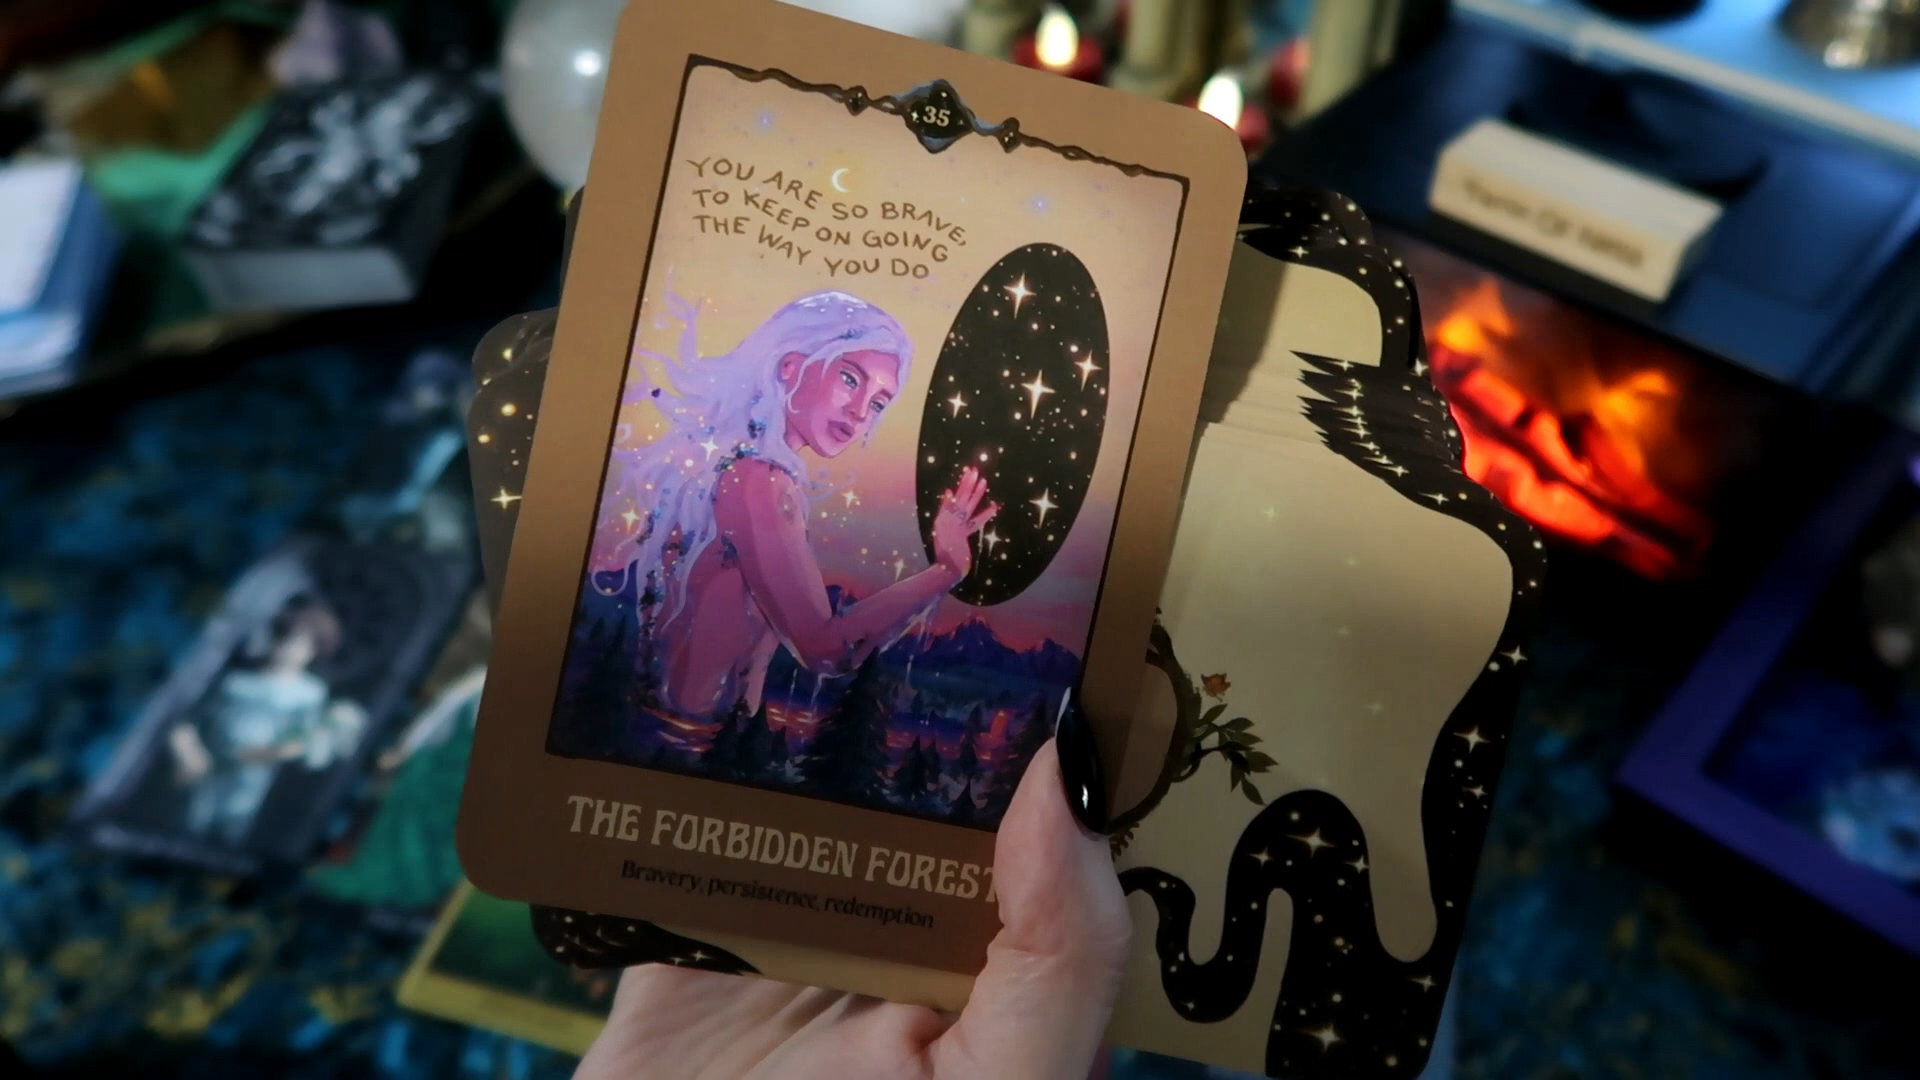 35
YOU ARE SO BRAVE,
TO KEEP ON GOING
THE WAY YOU DO
THE FORBIDDEN FOREST
Bravery, persistence, redemption